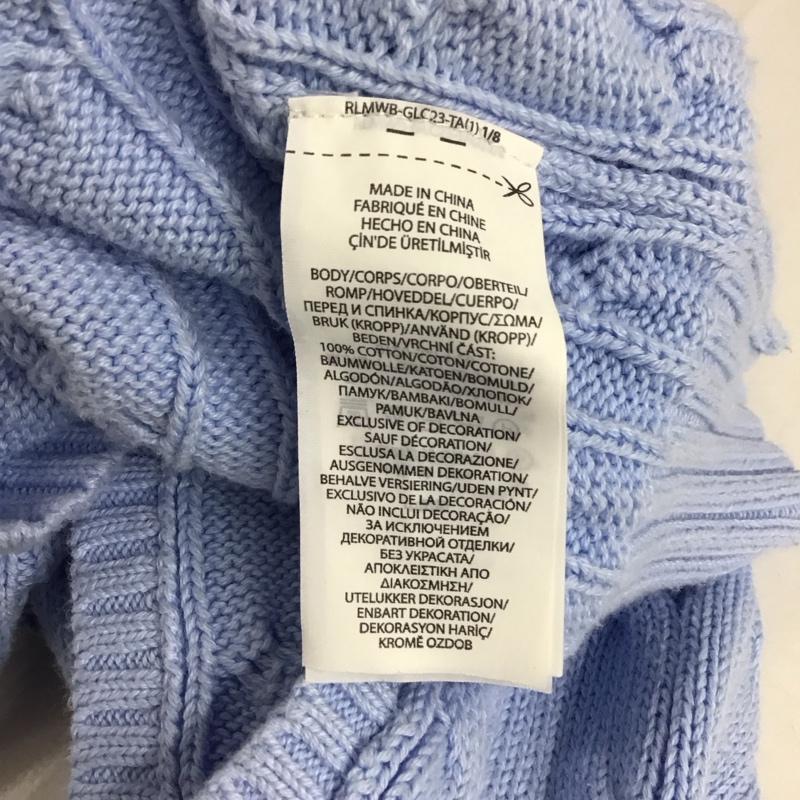 RLMWB-GLC23-TA(1) 1/8
MADE IN CHINA
FABRIQUÉ EN CHINE
HECHO EN CHINA
ÇİN'DE ÜRETİLMİŞTİR
BODY/CORPS/CORPO/OBERTEIL/
ROMP/HOVEDDEL/CUERPO/
ПЕРЕД И СПИНКА/КОРПУС/ΣΩΜΑ/
BRUK (KROPP)/ANVÄND (KROPP)/
BEDEN/VRCHNÍ ČÁST:
100% COTTON/COTON/COTONE/
BAUMWOLLE/KATOEN/BOMULD/
ALGODÓN/ALGODÃO/ХЛОПОК/
ПАМУК/BAMBAKI/BOMULL/
PAMUK/BAVLNA
EXCLUSIVE OF DECORATION/
SAUF DÉCORATION/
ESCLUSA LA DECORAZIONE/
AUSGENOMMEN DEKORATION/
BEHALVE VERSIERING/UDEN PYNT/
EXCLUSIVO DE LA DECORACIÓN/
NÃO INCLUI DECORAÇÃO/
ЗА ИСКЛЮЧЕНИЕМ
ДЕКОРАТИВНОЙ ОТДЕЛКИ/
БЕЗ УКРАСАТА/
ΑΠΟΚΛΕΙΣΤΙΚΗ ΑΠΟ
ΔΙΑΚΟΣΜΗΣΗ/
UTELUKKER DEKORASJON/
ENBART DEKORATION/
DEKORASYON HARİÇ/
KROMĚ OZDOB